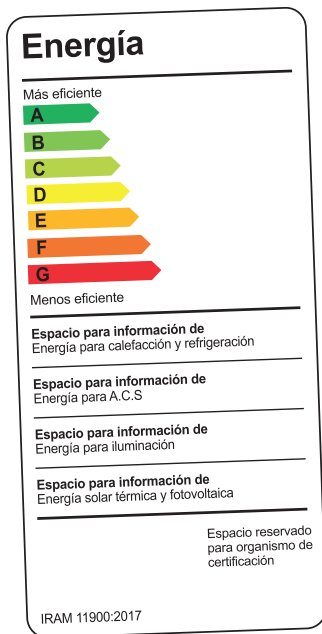 Energía
Más eficiente
A
B
C
D
E
F
G
Menos eficiente
Espacio para información de
Energía para calefacción y refrigeración
Espacio para información de
Energía para A.C.S
Espacio para información de
Energía para iluminación
Espacio para información de
Energía solar térmica y fotovoltaica
Espacio reservado
para organismo de
certificación
IRAM 11900:2017